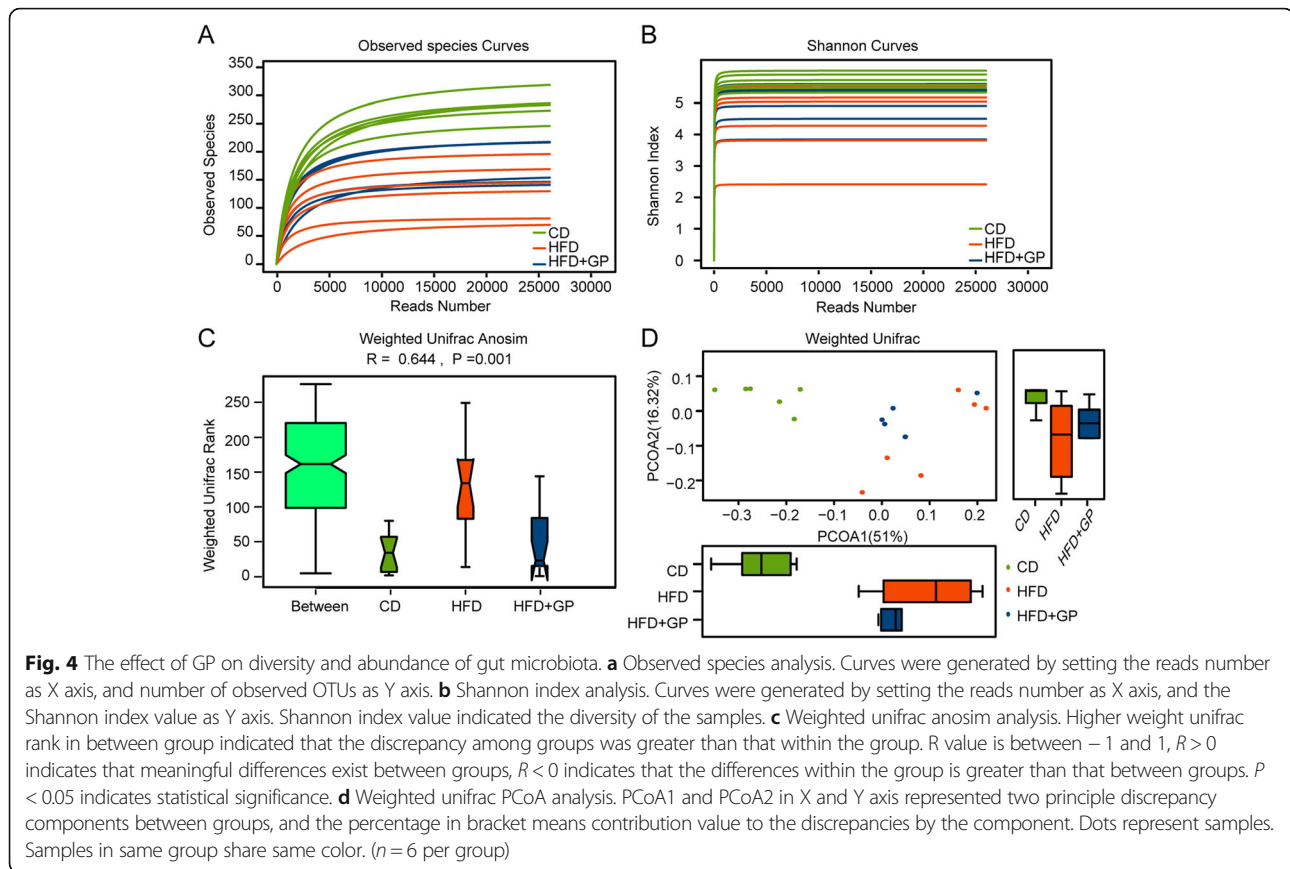 A
Observed species Curves
350
300
250
200
150
100
50
0
Observed Species
0 5000 10000 15000 20000 25000 30000
Reads Number
CD
HFD
HFD+GP
B
Shannon Curves
5
4
3
2
1
0
Shannon Index
0 5000 10000 15000 20000 25000 30000
Reads Number
CD
HFD
HFD+GP
C
Weighted Unifrac Anosim
R = 0.644 , P =0.001
250
200
150
100
50
0
Weighted Unifrac Rank
Between CD HFD HFD+GP
D
Weighted Unifrac
0.1
0.0
−0.1
−0.2
PCOA2(16.32%)
−0.3 −0.2 −0.1 0.0 0.1 0.2
PCOA1(51%)
CD
HFD
HFD+GP
CD
HFD
HFD+GP
CD
HFD
HFD+GP
Fig. 4 The effect of GP on diversity and abundance of gut microbiota. a Observed species analysis. Curves were generated by setting the reads number
as X axis, and number of observed OTUs as Y axis. b Shannon index analysis. Curves were generated by setting the reads number as X axis, and the
Shannon index value as Y axis. Shannon index value indicated the diversity of the samples. c Weighted unifrac anosim analysis. Higher weight unifrac
rank in between group indicated that the discrepancy among groups was greater than that within the group. R value is between − 1 and 1, R > 0
indicates that meaningful differences exist between groups, R < 0 indicates that the differences within the group is greater than that between groups. P
< 0.05 indicates statistical significance. d Weighted unifrac PCoA analysis. PCoA1 and PCoA2 in X and Y axis represented two principle discrepancy
components between groups, and the percentage in bracket means contribution value to the discrepancies by the component. Dots represent samples.
Samples in same group share same color. (n = 6 per group)